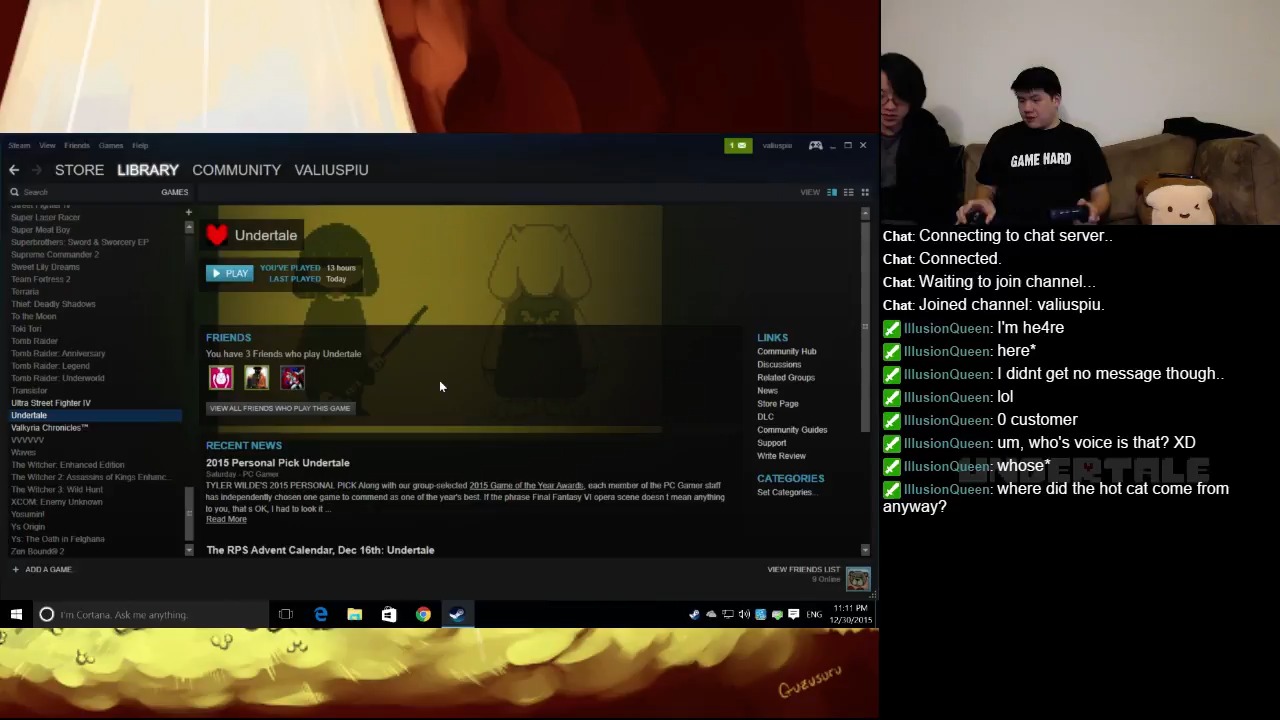 Steam View Friends Games Help
1
valiuspiu
STORE LIBRARY COMMUNITY VALIUSPIU
Search GAMES
VIEW
Street Fighter IV
Super Laser Racer
Super Meat Boy
Superbrothers: Sword & Sworcery EP
Supreme Commander 2
Sweet Lily Dreams
Team Fortress 2
Terraria
Thief: Deadly Shadows
To the Moon
Toki Tori
Tomb Raider
Tomb Raider: Anniversary
Tomb Raider: Legend
Tomb Raider: Underworld
Transistor
Ultra Street Fighter IV
Undertale
Valkyria Chronicles™
VVVVVV
Waves
The Witcher: Enhanced Edition
The Witcher 2: Assassins of Kings Enhanc...
The Witcher 3: Wild Hunt
XCOM: Enemy Unknown
Yosumin!
Ys Origin
Ys: The Oath in Felghana
Zen Bound® 2
+ ADD A GAME...
Undertale
PLAY
YOU'VE PLAYED 13 hours
LAST PLAYED Today
FRIENDS
You have 3 Friends who play Undertale
VIEW ALL FRIENDS WHO PLAY THIS GAME
RECENT NEWS
2015 Personal Pick Undertale
Saturday - PC Gamer
TYLER WILDE'S 2015 PERSONAL PICK Along with our group-selected 2015 Game of the Year Awards, each member of the PC Gamer staff
has independently chosen one game to commend as one of the year's best. If the phrase Final Fantasy VI opera scene doesn t mean anything
to you, that s OK, I had to look it ...
Read More
The RPS Advent Calendar, Dec 16th: Undertale
LINKS
Community Hub
Discussions
Related Groups
News
Store Page
DLC
Community Guides
Support
Write Review
CATEGORIES
Set Categories...
VIEW FRIENDS LIST
9 Online
I'm Cortana. Ask me anything.
ENG
11:11 PM
12/30/2015
Guzusuru
GAME HARD
Chat: Connecting to chat server..
Chat: Connected.
Chat: Waiting to join channel...
Chat: Joined channel: valiuspiu.
IllusionQueen: I'm he4re
IllusionQueen: here*
IllusionQueen: I didnt get no message though..
IllusionQueen: lol
IllusionQueen: 0 customer
IllusionQueen: um, who's voice is that? XD
IllusionQueen: whose*
UNDERTALE
IllusionQueen: where did the hot cat come from
anyway?